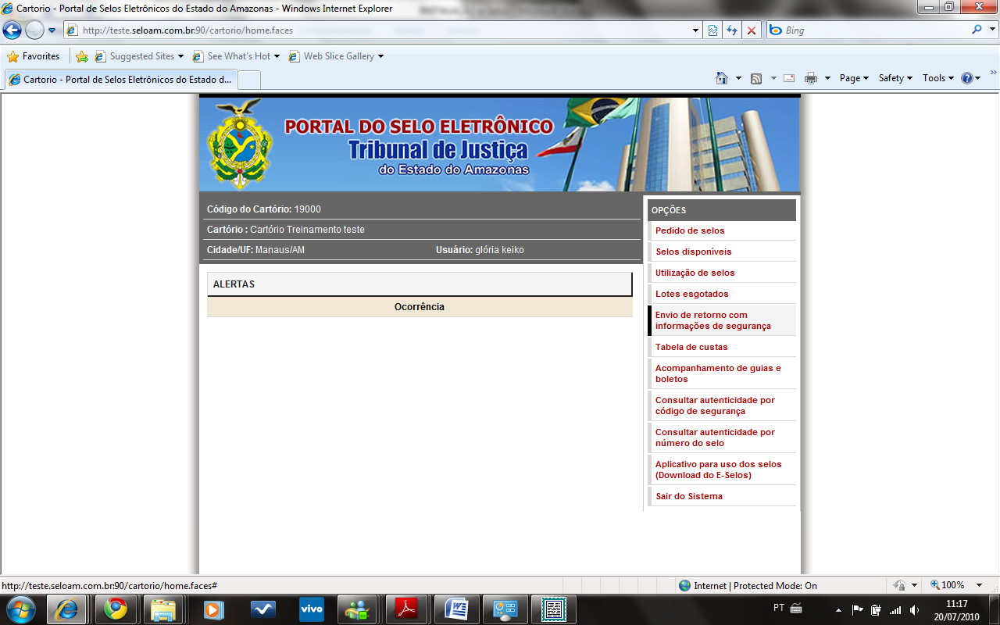 Cartorio - Portal de Selos Eletrônicos do Estado do Amazonas - Windows Internet Explorer
http://teste.seloam.com.br:90/cartorio/home.faces
Bing
Favorites
Suggested Sites
See What's Hot
Web Slice Gallery
Cartorio - Portal de Selos Eletrônicos do Estado d...
Page
Safety
Tools
PORTAL DO SELO ELETRÔNICO
Tribunal de Justiça
do Estado do Amazonas
Código do Cartório: 19000
Cartório : Cartório Treinamento teste
Cidade/UF: Manaus/AM
Usuário: glória keiko
ALERTAS
Ocorrência
OPÇÕES
Pedido de selos
Selos disponíveis
Utilização de selos
Lotes esgotados
Envio de retorno com
informações de segurança
Tabela de custas
Acompanhamento de guias e
boletos
Consultar autenticidade por
código de segurança
Consultar autenticidade por
número do selo
Aplicativo para uso dos selos
(Download do E-Selos)
Sair do Sistema
http://teste.seloam.com.br:90/cartorio/home.faces#
Internet | Protected Mode: On
100%
vivo
PT
11:17
20/07/2010